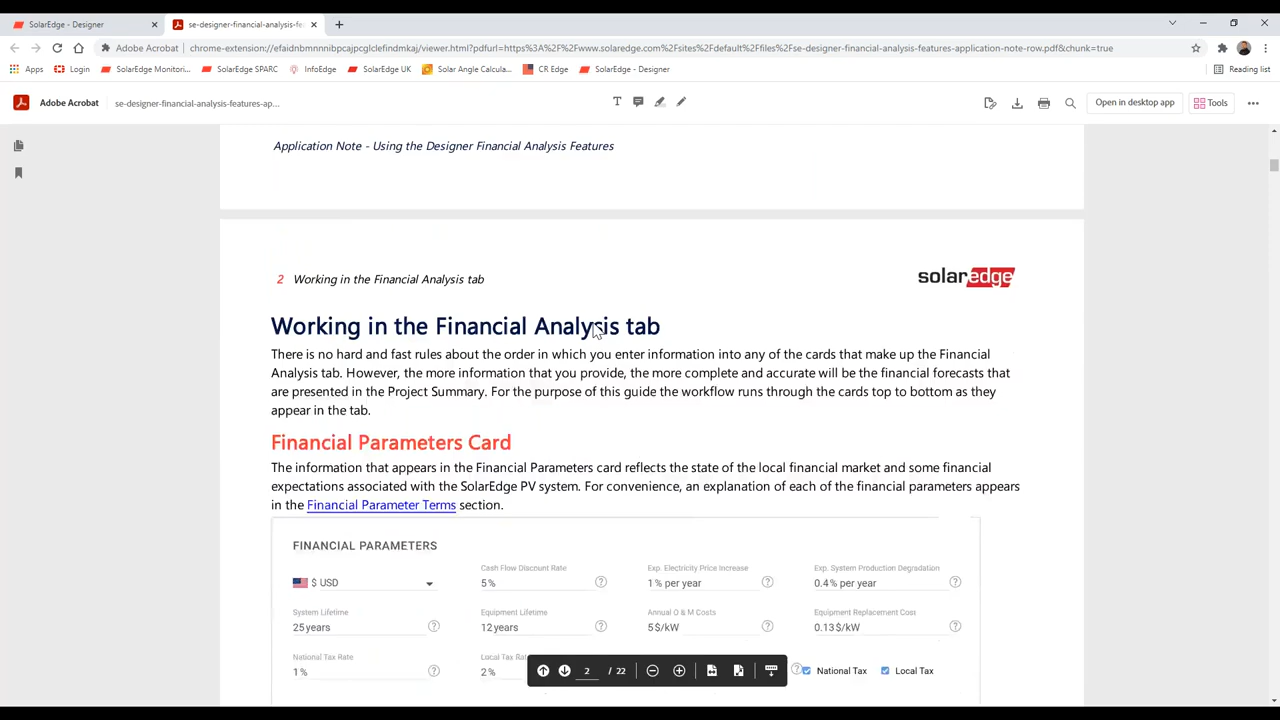 SolarEdge - Designer
se-designer-financial-analysis-fe
Adobe Acrobat
chrome-extension://efaidnbmnnnibpcajpcglclefindmkaj/viewer.html?pdfurl=https%3A%2F%2Fwww.solaredge.com%2Fsites%2Fdefault%2Ffiles%2Fse-designer-financial-analysis-features-application-note-row.pdf&chunk=true
Apps Login SolarEdge Monitori... SolarEdge SPARC InfoEdge SolarEdge UK Solar Angle Calcula... CR Edge SolarEdge - Designer Reading list
Adobe Acrobat se-designer-financial-analysis-features-ap... Open in desktop app Tools
Application Note - Using the Designer Financial Analysis Features
2 Working in the Financial Analysis tab
solaredge
Working in the Financial Analysis tab
There is no hard and fast rules about the order in which you enter information into any of the cards that make up the Financial
Analysis tab. However, the more information that you provide, the more complete and accurate will be the financial forecasts that
are presented in the Project Summary. For the purpose of this guide the workflow runs through the cards top to bottom as they
appear in the tab.
Financial Parameters Card
The information that appears in the Financial Parameters card reflects the state of the local financial market and some financial
expectations associated with the SolarEdge PV system. For convenience, an explanation of each of the financial parameters appears
in the Financial Parameter Terms section.
FINANCIAL PARAMETERS
Cash Flow Discount Rate Exp. Electricity Price Increase Exp. System Production Degradation
$ USD 5% 1% per year 0.4% per year
System Lifetime Equipment Lifetime Annual O & M Costs Equipment Replacement Cost
25 years 12 years 5 $/kW 0.13 $/kW
National Tax Rate Local Tax Rate
1% 2% National Tax Local Tax
2 / 22